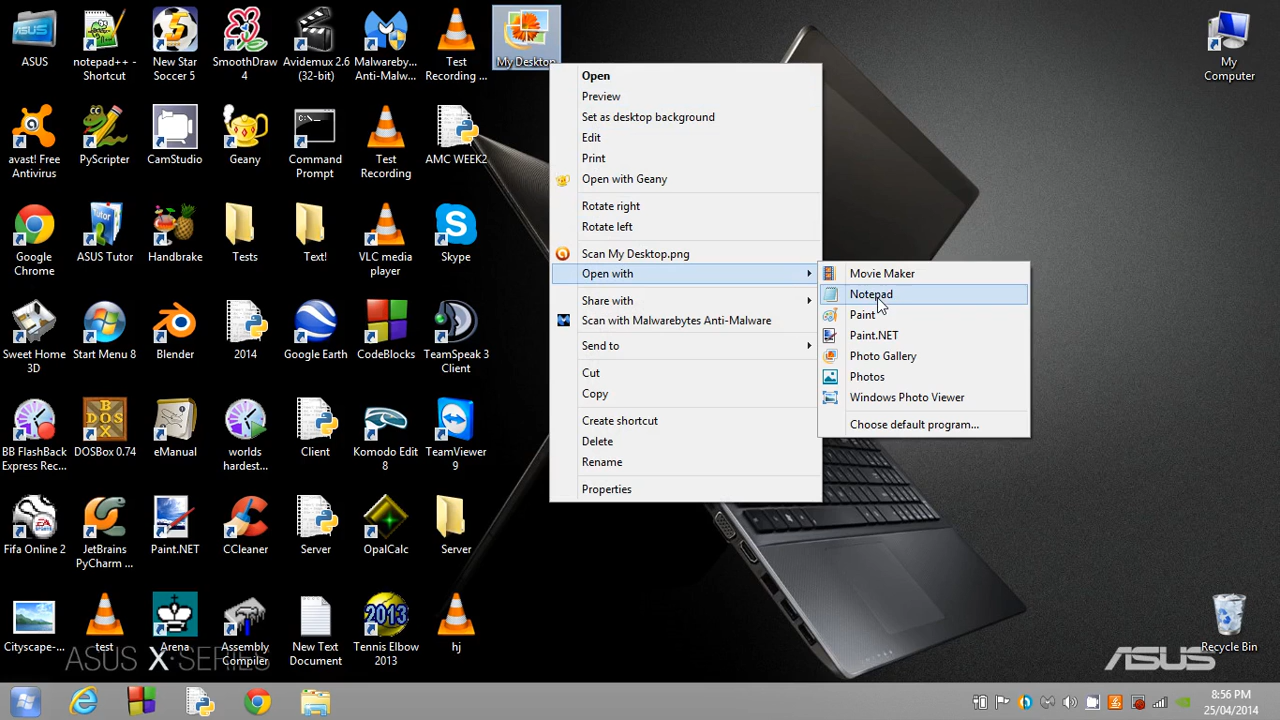 ASUS
notepad++ -
Shortcut
New Star
Soccer 5
SmoothDraw
4
Avidemux 2.6
(32-bit)
Malwareby...
Anti-Malw...
Test
Recording ...
My Desktop
My
Computer
avast! Free
Antivirus
PyScripter
CamStudio
Geany
C:\_
Command
Prompt
Test
Recording
AMC WEEK2
Google
Chrome
Tutor
ASUS Tutor
Handbrake
Tests
Text!
VLC media
player
Skype
Sweet Home
3D
Start Menu 8
Blender
2014
Google Earth
CodeBlocks
TeamSpeak 3
Client
BB FlashBack
Express Rec...
DOS
BOX
DOSBox 0.74
eManual
worlds
hardest...
Client
Komodo Edit
8
TeamViewer
9
EA
Fifa Online 2
JetBrains
PyCharm ...
Paint.NET
CCleaner
Server
OpalCalc
Server
Cityscape-...
test
Arena
Assembly
Compiler
New Text
Document
2013
Tennis Elbow
2013
hj
Recycle Bin
Open
Preview
Set as desktop background
Edit
Print
Open with Geany
Rotate right
Rotate left
Scan My Desktop.png
Open with
Share with
Scan with Malwarebytes Anti-Malware
Send to
Cut
Copy
Create shortcut
Delete
Rename
Properties
Movie Maker
Notepad
Paint
Paint.NET
Photo Gallery
Photos
Windows Photo Viewer
Choose default program...
ASUS X-SERIES
ASUS
8:56 PM
25/04/2014